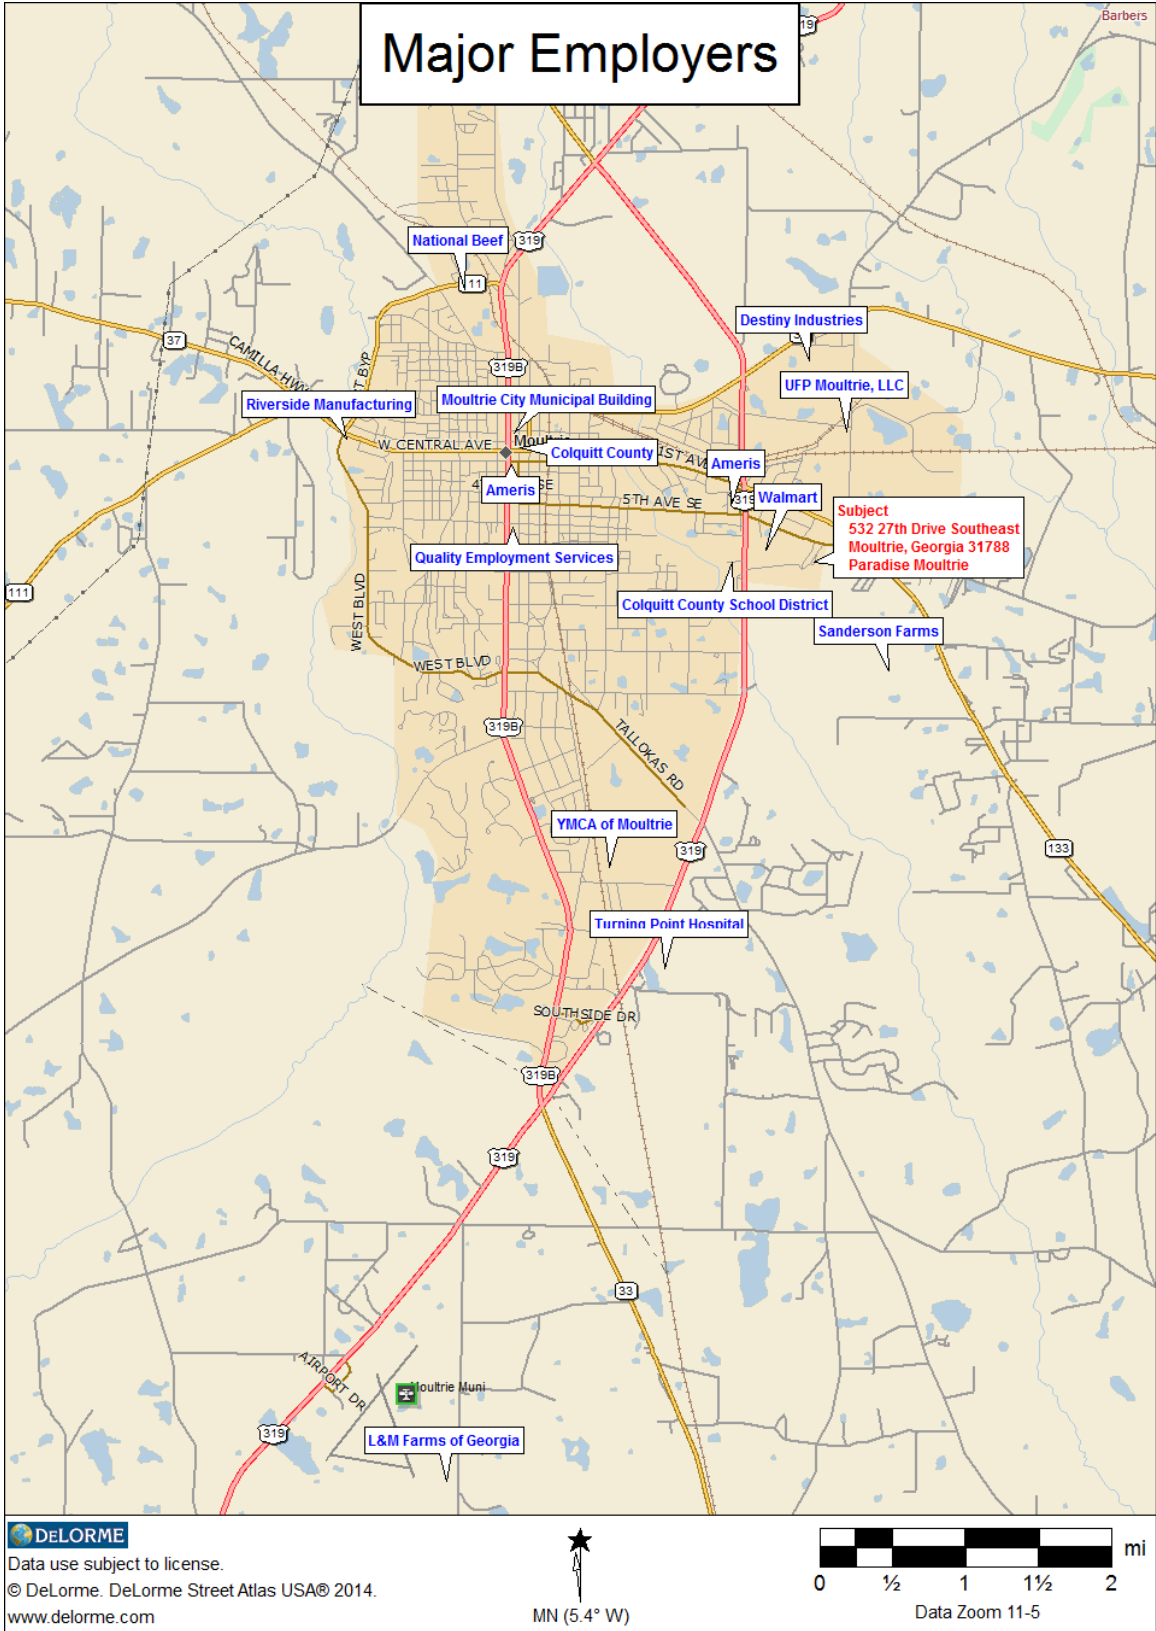 Major Employers
19
Barbers
National Beef
319
11
37
CAMILLA HWY
319B
Destiny Industries
UFP Moultrie, LLC
Riverside Manufacturing
Moultrie City Municipal Building
W CENTRAL AVE
Colquitt County
1ST AVE
Ameris
Ameris
SE
5TH AVE SE
319
Walmart
Subject
532 27th Drive Southeast
Moultrie, Georgia 31788
Paradise Moultrie
Quality Employment Services
111
WEST BLVD
Colquitt County School District
Sanderson Farms
WEST BLVD
319B
TALLOKAS RD
YMCA of Moultrie
319
133
Turning Point Hospital
SOUTHSIDE DR
319B
319
33
AIRPORT DR
Moultrie Muni
319
L&M Farms of Georgia
DELORME
Data use subject to license.
© DeLorme. DeLorme Street Atlas USA® 2014.
www.delorme.com
MN (5.4° W)
mi
0 ½ 1 1½ 2
Data Zoom 11-5